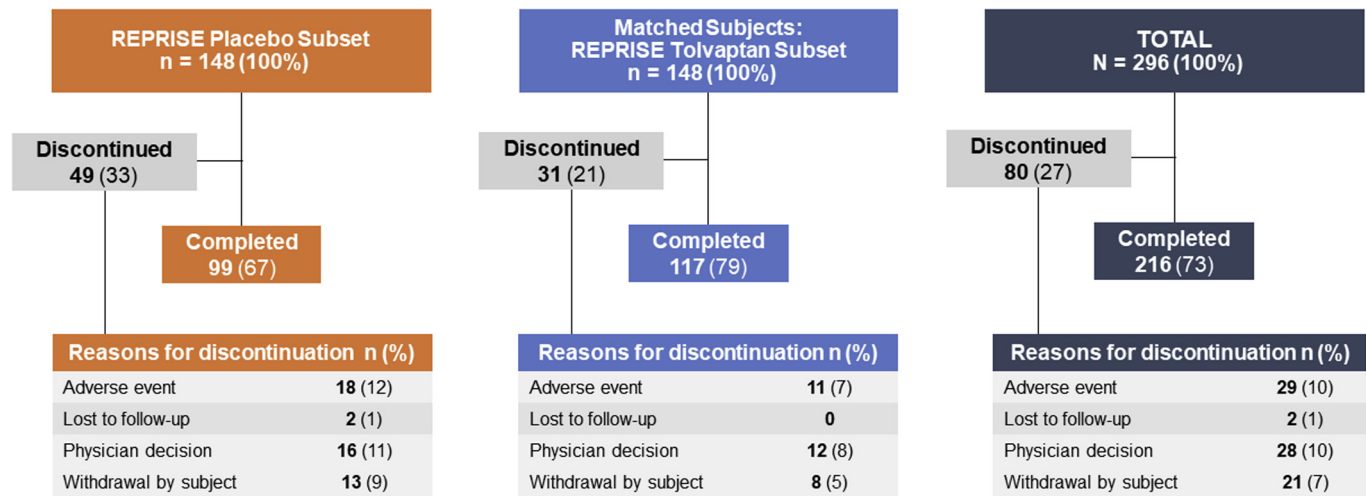 REPRISE Placebo Subset
n = 148 (100%)
Discontinued
49 (33)
Completed
99 (67)
Reasons for discontinuation n (%)
Adverse event 18 (12)
Lost to follow-up 2 (1)
Physician decision 16 (11)
Withdrawal by subject 13 (9)
Matched Subjects:
REPRISE Tolvaptan Subset
n = 148 (100%)
Discontinued
31 (21)
Completed
117 (79)
Reasons for discontinuation n (%)
Adverse event 11 (7)
Lost to follow-up 0
Physician decision 12 (8)
Withdrawal by subject 8 (5)
TOTAL
N = 296 (100%)
Discontinued
80 (27)
Completed
216 (73)
Reasons for discontinuation n (%)
Adverse event 29 (10)
Lost to follow-up 2 (1)
Physician decision 28 (10)
Withdrawal by subject 21 (7)